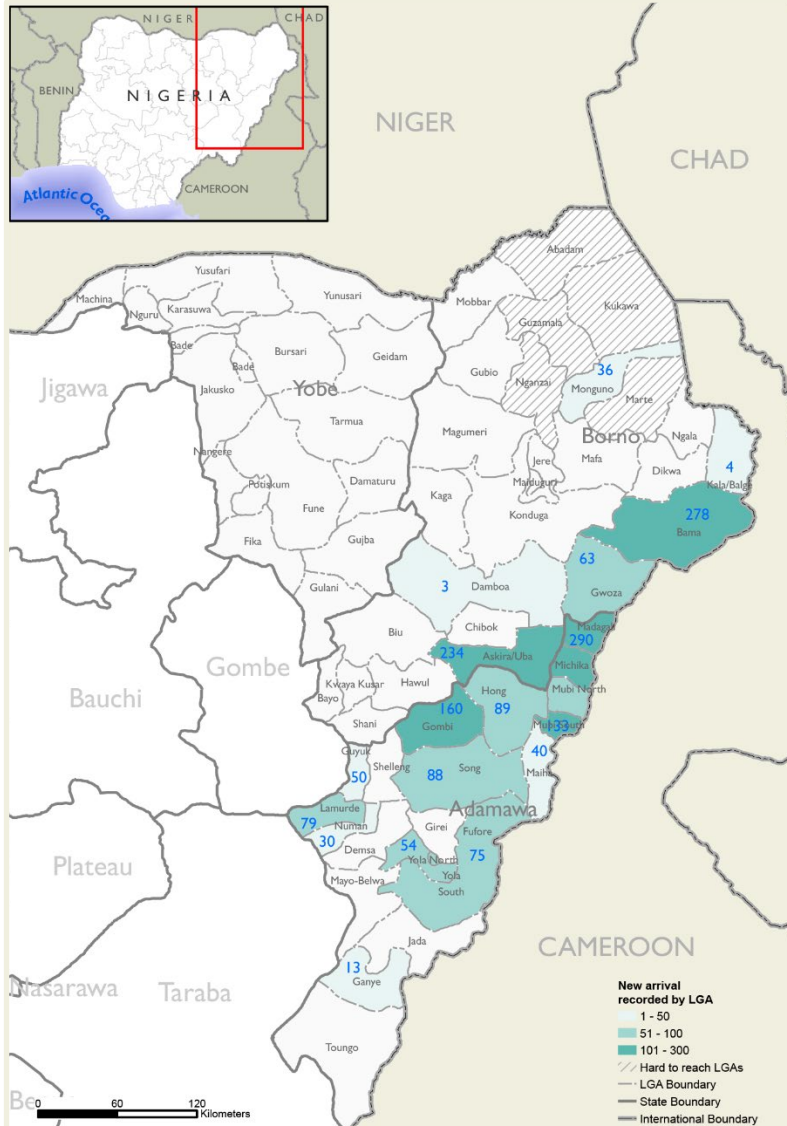 NIGER
CHAD
BENIN
NIGERIA
CAMEROON
Atlantic Ocea
NIGER
CHAD
Abadam
Yusufari
Machina
Yunusari
Mobbar
Kukawa
Nguru
Karasuwa
Guzamala
Bade
Bursari
Geidam
Gubio
36
Bade
Nganzai
Monguno
Jigawa
Yobe
Jakusko
Marte
Tarmua
Magumeri
Borno
Ngala
Nangere
Jere
Mafa
4
Dikwa
Potiskum
Damaturu
Maiduguri
Kala/Balge
Kaga
Fune
Konduga
278
Bama
Fika
Gujba
63
Gulani
3
Damboa
Gwoza
Chibok
Madagali
Biu
290
234
Askira/Uba
Michika
Gombe
Kwaya Kusar
Hawul
Hong
Mubi North
Bauchi
Bayo
160
89
Shani
Gombi
Mubi South
133
Guyuk
40
Shelleng
50
88
Song
Maiha
Lamurde
Adamawa
79
Numan
Girei
Fufore
30
Demsa
54
75
Plateau
Yola North
Mayo-Belwa
Yola
South
Jada
CAMEROON
13
Ganye
Nasarawa
Taraba
New arrival
recorded by LGA
1 - 50
51 - 100
Toungo
101 - 300
Hard to reach LGAs
LGA Boundary
Be
0
60
120
Kilometers
State Boundary
International Boundary